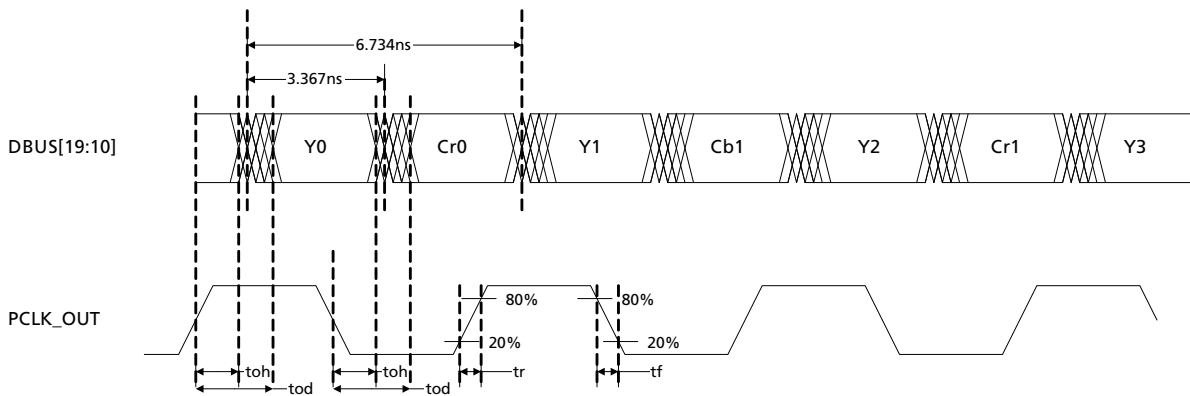 6.734ns
3.367ns
DBUS[19:10] Y0 Cr0 Y1 Cb1 Y2 Cr1 Y3
80% 80%
PCLK_OUT
20% 20%
toh toh tr tf
tod tod